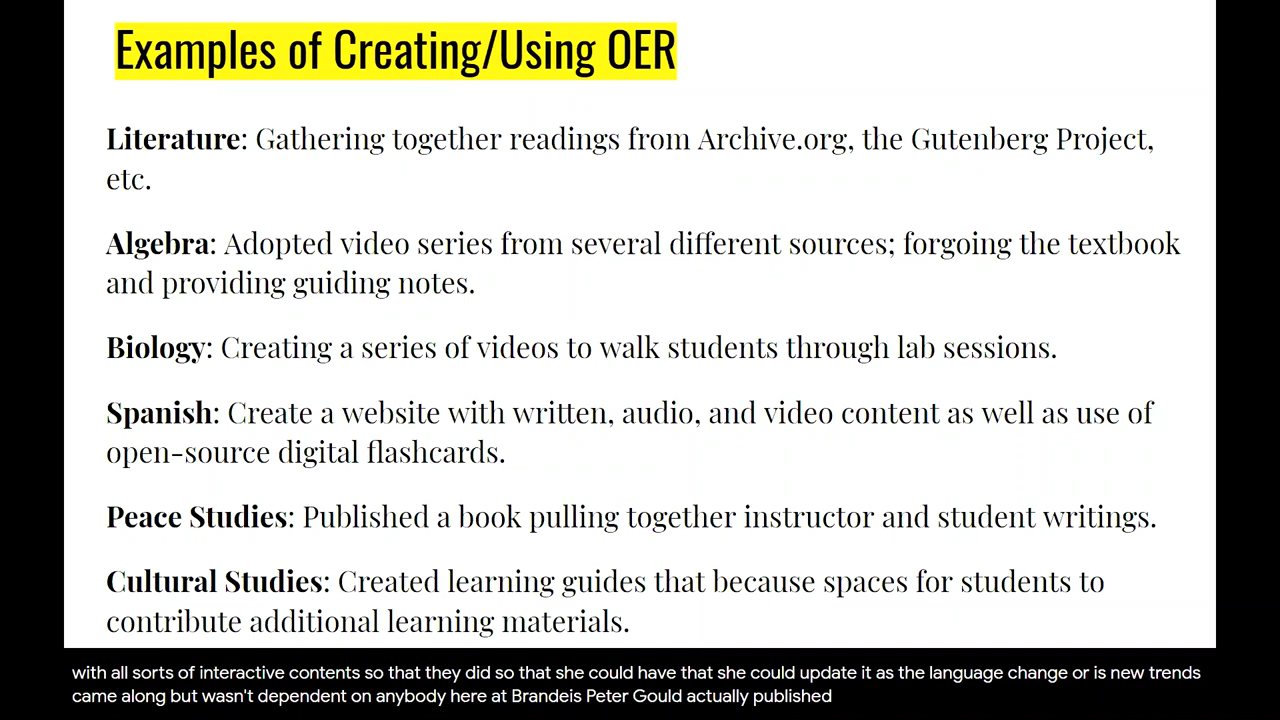 Examples of Creating/Using OER
Literature: Gathering together readings from Archive.org, the Gutenberg Project,
etc.
Algebra: Adopted video series from several different sources; forgoing the textbook
and providing guiding notes.
Biology: Creating a series of videos to walk students through lab sessions.
Spanish: Create a website with written, audio, and video content as well as use of
open-source digital flashcards.
Peace Studies: Published a book pulling together instructor and student writings.
Cultural Studies: Created learning guides that because spaces for students to
contribute additional learning materials.
with all sorts of interactive contents so that they did so that she could have that she could update it as the language change or is new trends
came along but wasn't dependent on anybody here at Brandeis Peter Gould actually published